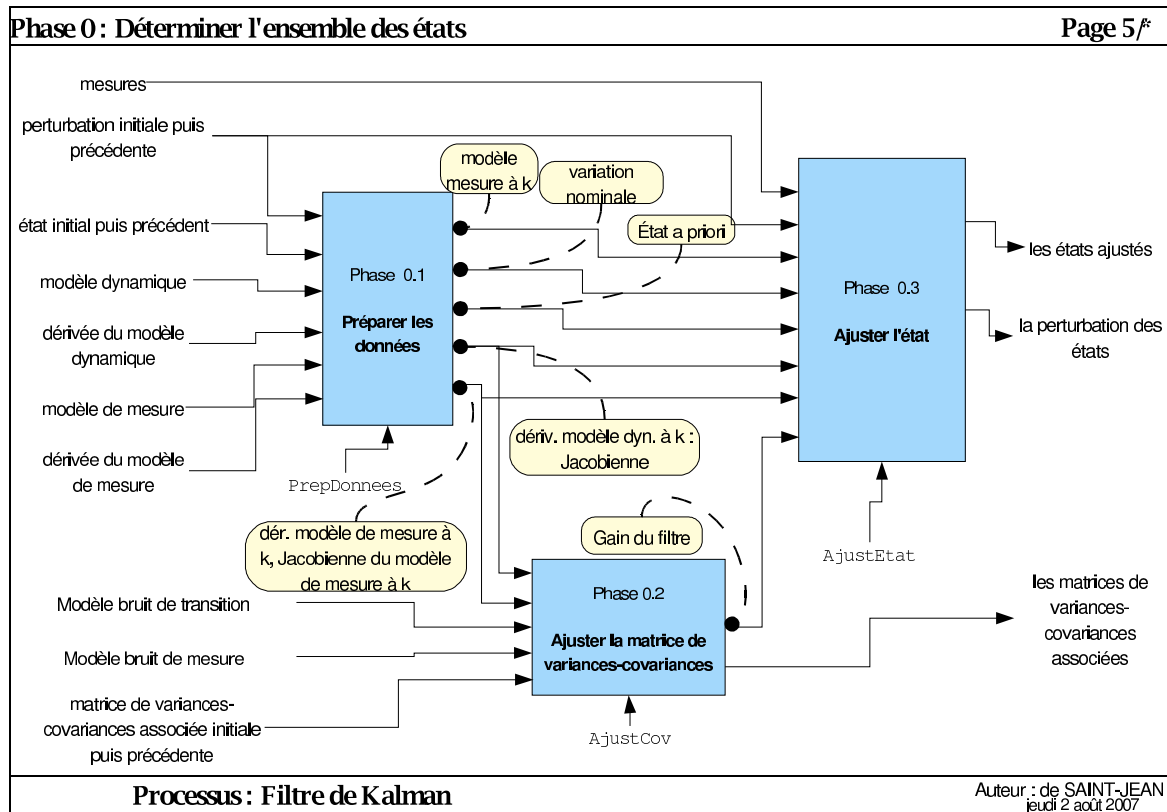 Phase 0 : Déterminer l'ensemble des états
Page 5/*
mesures
perturbation initiale puis
précédente
état initial puis précédent
modèle dynamique
dérivée du modèle
dynamique
modèle de mesure
dérivée du modèle
de mesure
modèle
mesure à k
variation
nominale
État a priori
Phase 0.1
Préparer les
données
PrepDonnees
dériv. modèle dyn. à k :
Jacobienne
dér. modèle de mesure à
k, Jacobienne du modèle
de mesure à k
Gain du filtre
Phase 0.3
Ajuster l'état
AjustEtat
les états ajustés
la perturbation des
états
Modèle bruit de transition
Modèle bruit de mesure
matrice de variances-
covariances associée initiale
puis précédente
Phase 0.2
Ajuster la matrice de
variances-covariances
AjustCov
les matrices de
variances-
covariances
associées
Processus : Filtre de Kalman
Auteur : de SAINT-JEAN
jeudi 2 août 2007